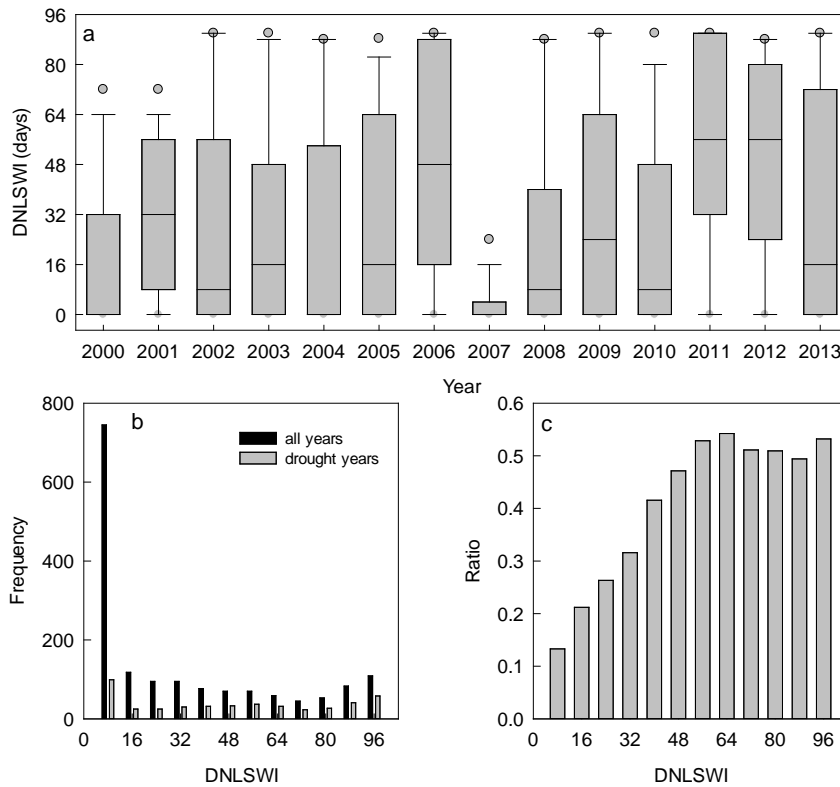 a
96
80
64
48
32
16
0
DNLSWI (days)
2000 2001 2002 2003 2004 2005 2006 2007 2008 2009 2010 2011 2012 2013
Year
b
800
600
400
200
0
Frequency
all years
drought years
0 16 32 48 64 80 96
DNLSWI
c
0.6
0.5
0.4
0.3
0.2
0.1
0.0
Ratio
0 16 32 48 64 80 96
DNLSWI